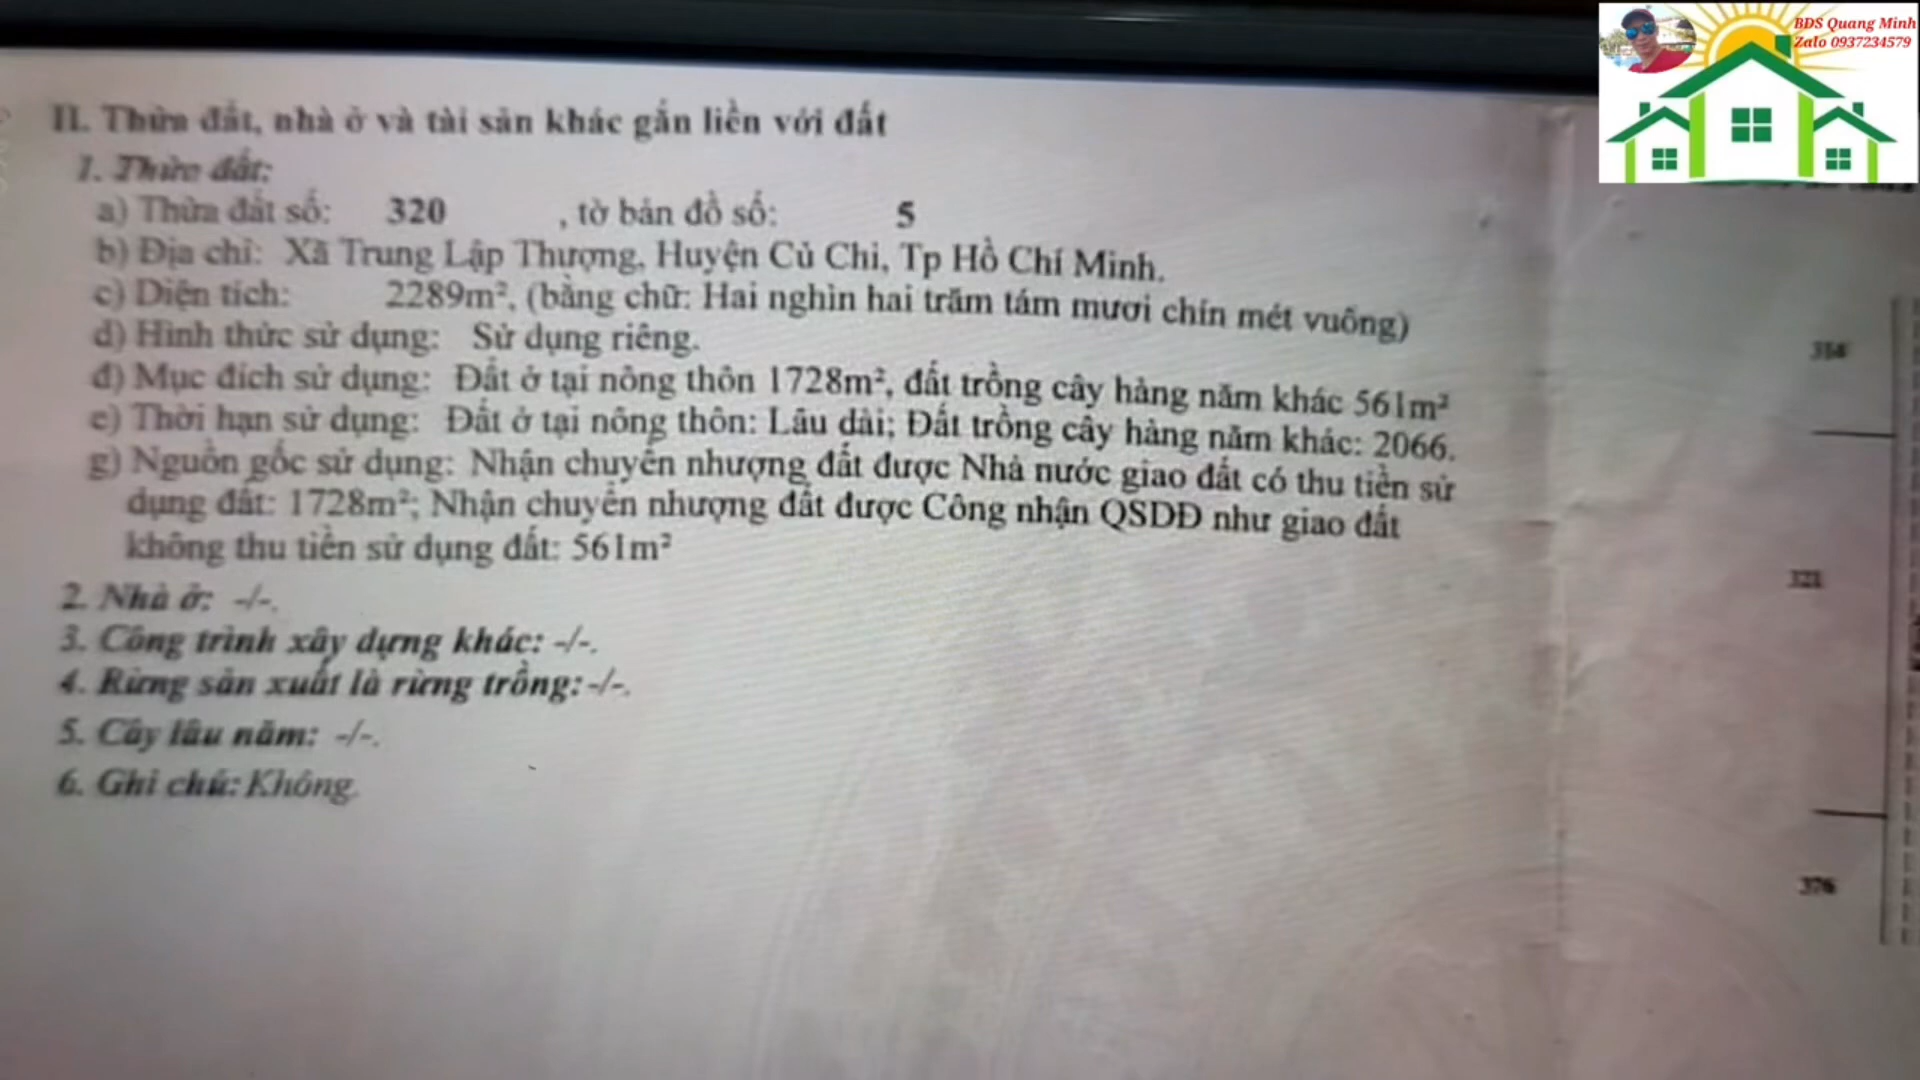 BĐS Quang Minh
Zalo 0937234579
II. Thửa đất, nhà ở và tài sản khác gắn liền với đất
1. Thửa đất:
a) Thửa đất số: 320 , tờ bản đồ số: 5
b) Địa chỉ: Xã Trung Lập Thượng, Huyện Củ Chi, Tp Hồ Chí Minh.
c) Diện tích: 2289m², (bằng chữ: Hai nghìn hai trăm tám mươi chín mét vuông)
d) Hình thức sử dụng: Sử dụng riêng.
đ) Mục đích sử dụng: Đất ở tại nông thôn 1728m², đất trồng cây hàng năm khác 561m²
e) Thời hạn sử dụng: Đất ở tại nông thôn: Lâu dài; Đất trồng cây hàng năm khác: 2066.
g) Nguồn gốc sử dụng: Nhận chuyển nhượng đất được Nhà nước giao đất có thu tiền sử
dụng đất: 1728m²; Nhận chuyển nhượng đất được Công nhận QSDĐ như giao đất
không thu tiền sử dụng đất: 561m²
2. Nhà ở: -/-.
3. Công trình xây dựng khác: -/-.
4. Rừng sản xuất là rừng trồng: -/-.
5. Cây lâu năm: -/-.
6. Ghi chú: Không.
321
376